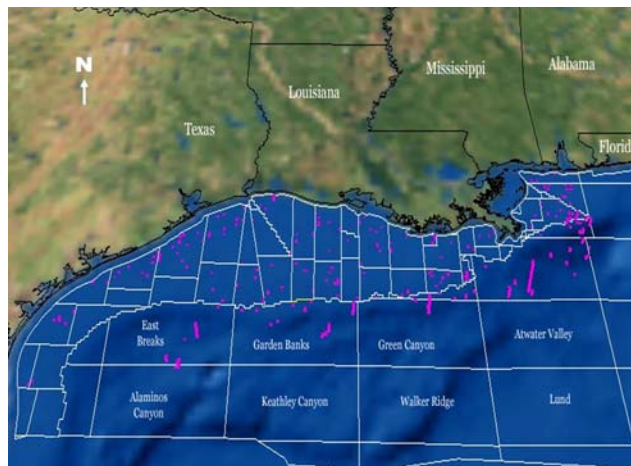 Mississippi
Alabama
N
Louisiana
Texas
Florid
East
Breaks
Garden Banks
Green Canyon
Atwater Valley
Alaminos
Canyon
Keathley Canyon
Walker Ridge
Lund